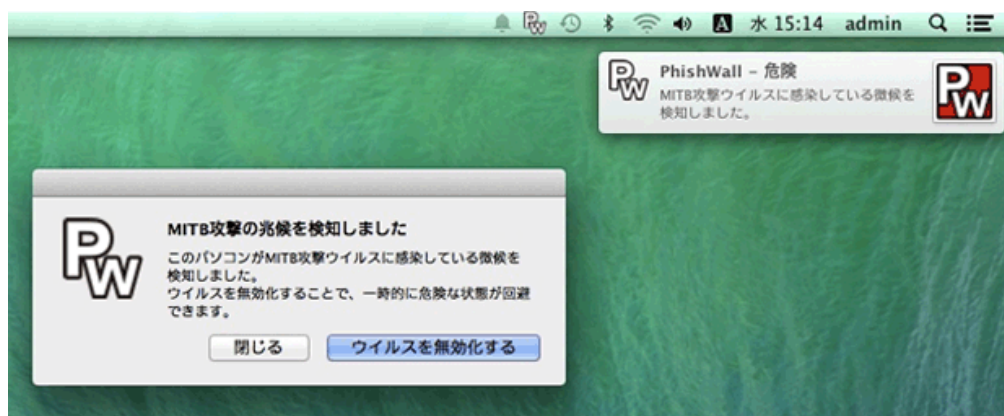 PW
A
水 15:14
admin
PhishWall – 危険
MITB攻撃ウイルスに感染している徴候を
検知しました。
PW
PW
MITB攻撃の兆候を検知しました
このパソコンがMITB攻撃ウイルスに感染している徴候を
検知しました。
ウイルスを無効化することで、一時的に危険な状態が回避
できます。
PW
閉じる
ウイルスを無効化する